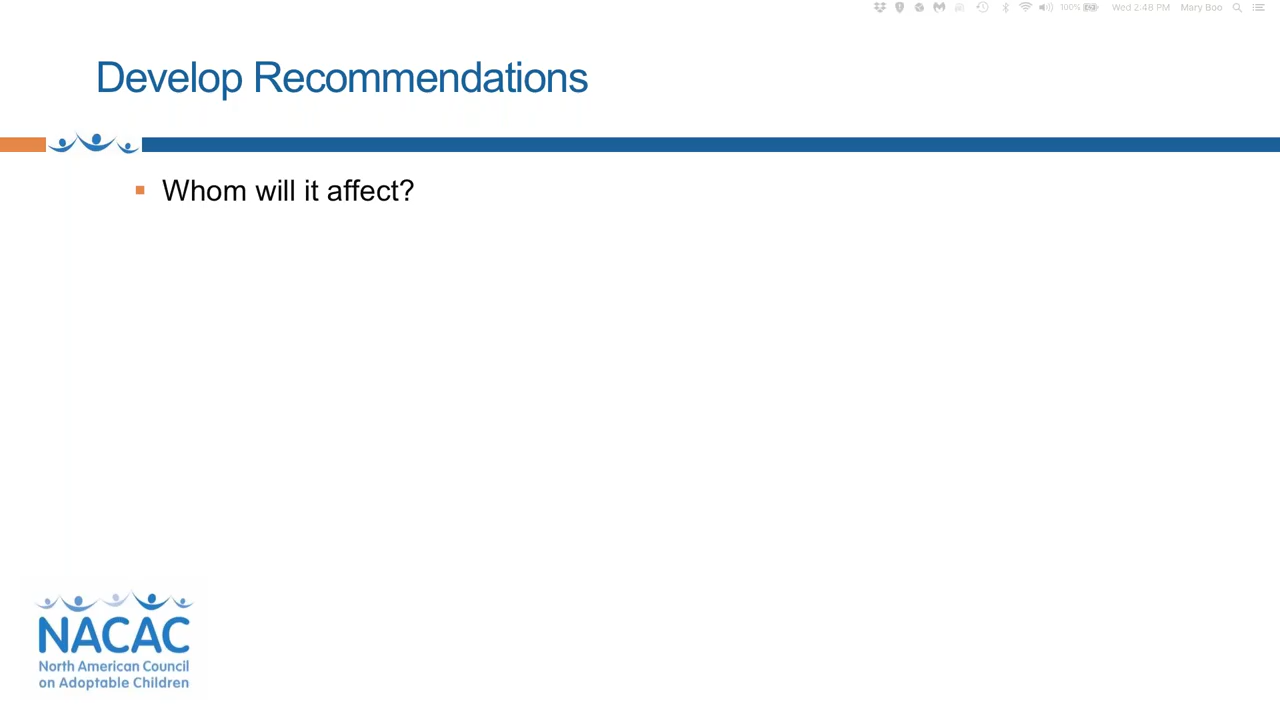 100%
Wed 2:48 PM
Mary Boo
Develop Recommendations
Whom will it affect?
NACAC
North American Council
on Adoptable Children